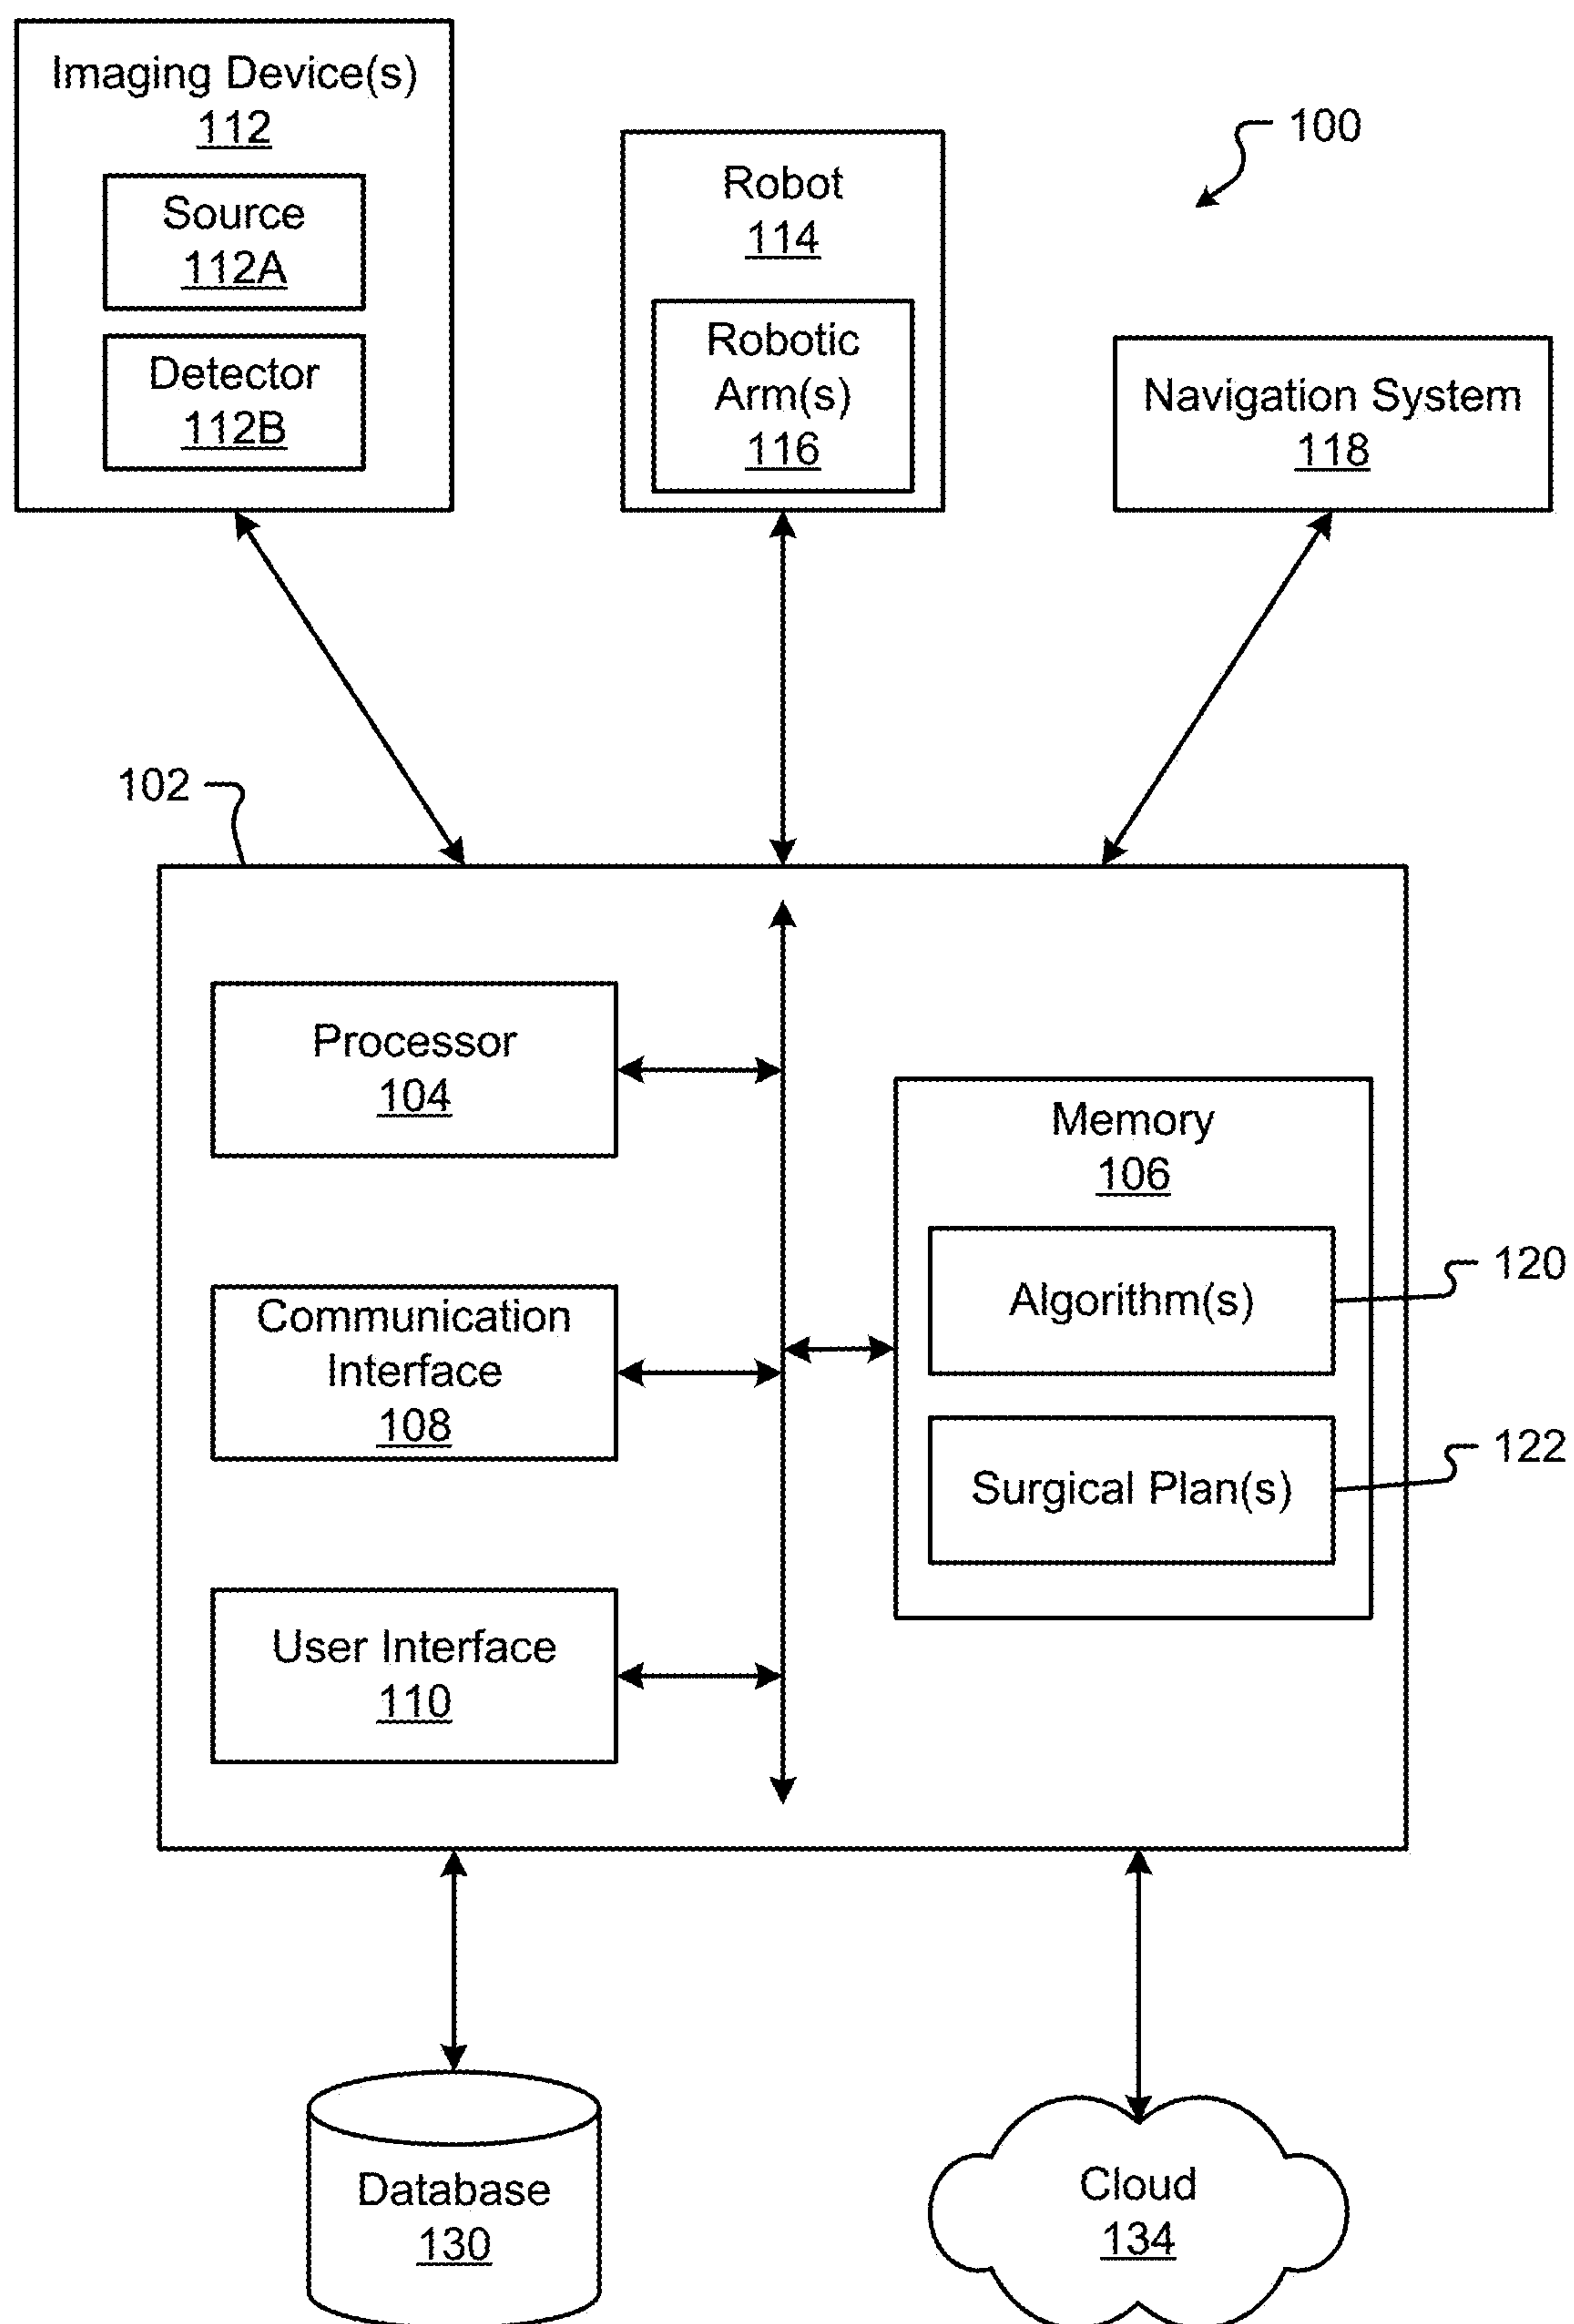 Imaging Device(s)
112
Source
112A
Detector
112B
Robot
114
Robotic
Arm(s)
116
100
Navigation System
118
102
Processor
104
Communication
Interface
108
User Interface
110
Memory
106
Algorithm(s)
120
Surgical Plan(s)
122
Database
130
Cloud
134